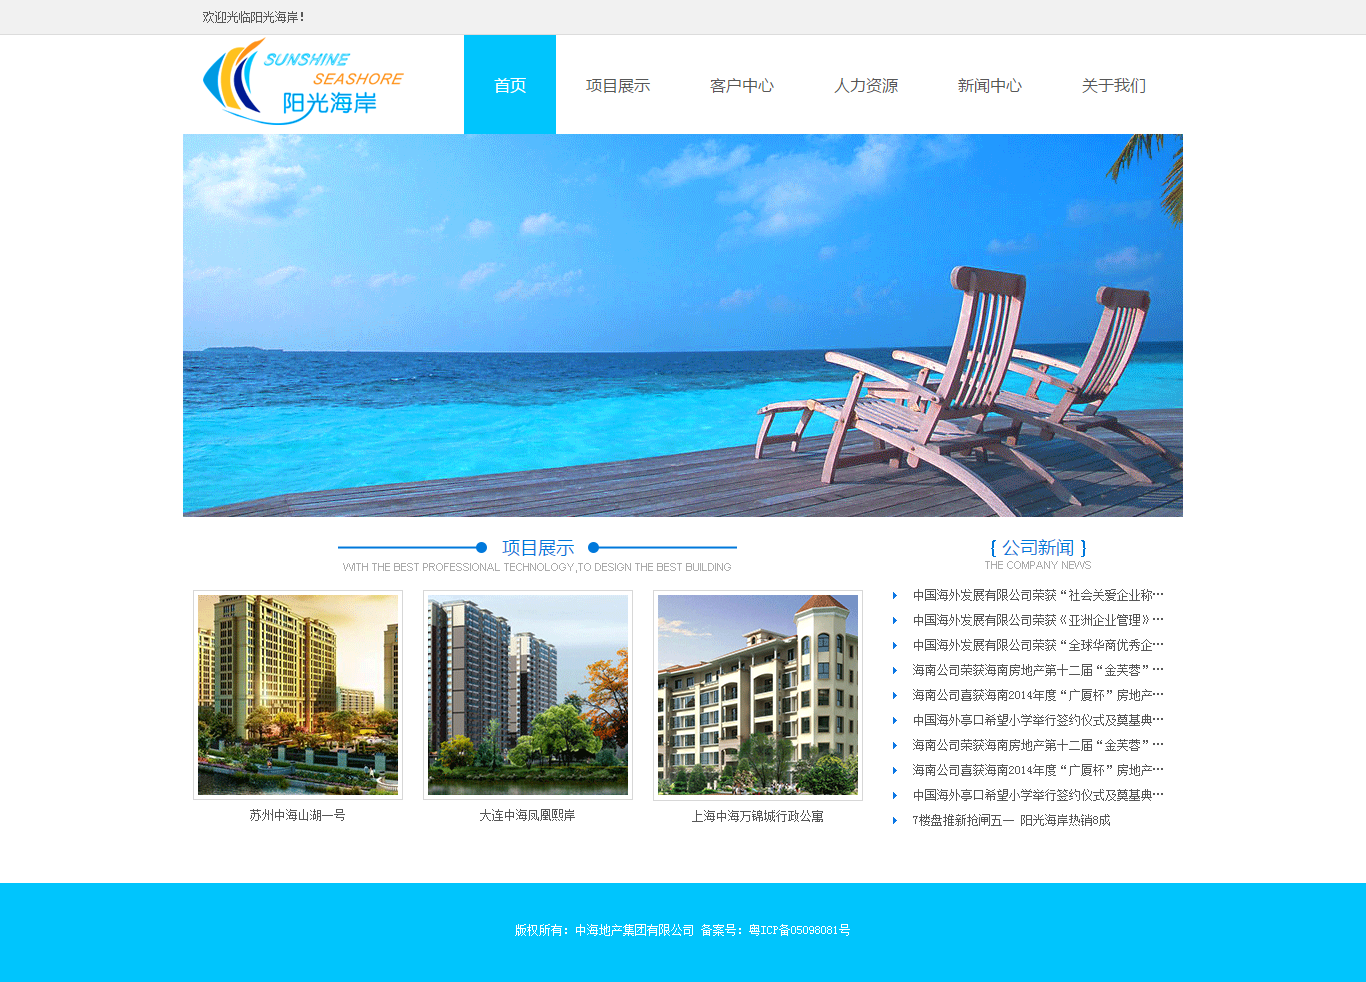 欢迎光临阳光海岸！
SUNSHINE
SEASHORE
阳光海岸
首页
项目展示
客户中心
人力资源
新闻中心
关于我们
项目展示
WITH THE BEST PROFESSIONAL TECHNOLOGY,TO DESIGN THE BEST BUILDING
苏州中海山湖一号
大连中海凤凰熙岸
上海中海万锦城行政公寓
{ 公司新闻 }
THE COMPANY NEWS
中国海外发展有限公司荣获“社会关爱企业称…
中国海外发展有限公司荣获《亚洲企业管理》…
中国海外发展有限公司荣获“全球华商优秀企…
海南公司荣获海南房地产第十二届“金芙蓉”…
海南公司喜获海南2014年度“广厦杯”房地产…
中国海外亭口希望小学举行签约仪式及奠基典…
海南公司荣获海南房地产第十二届“金芙蓉”…
海南公司喜获海南2014年度“广厦杯”房地产…
中国海外亭口希望小学举行签约仪式及奠基典…
7楼盘推新抢闸五一 阳光海岸热销8成
版权所有：中海地产集团有限公司 备案号：粤ICP备05098081号